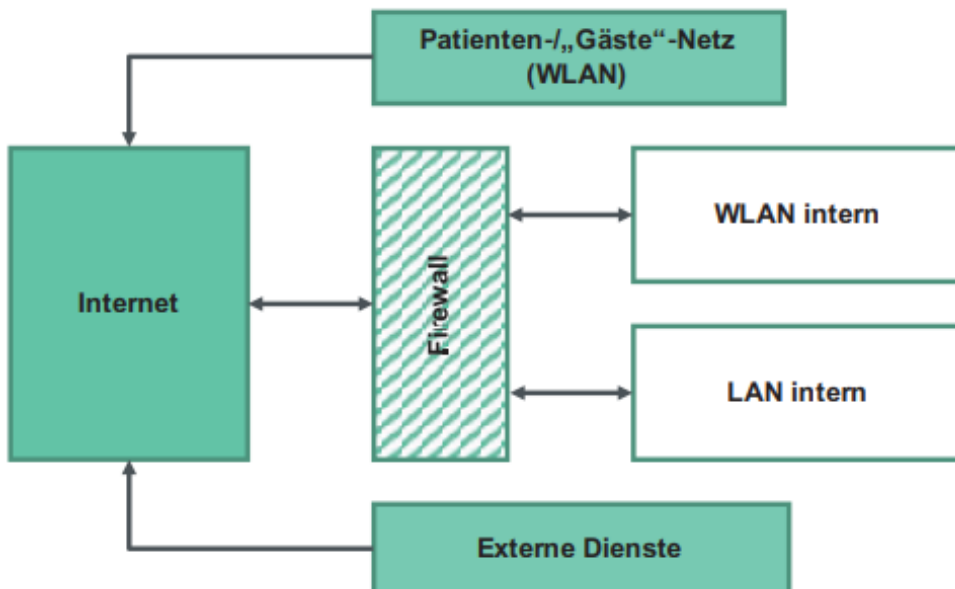 Patienten-/„Gäste“-Netz
(WLAN)
Internet
Firewall
WLAN intern
LAN intern
Externe Dienste